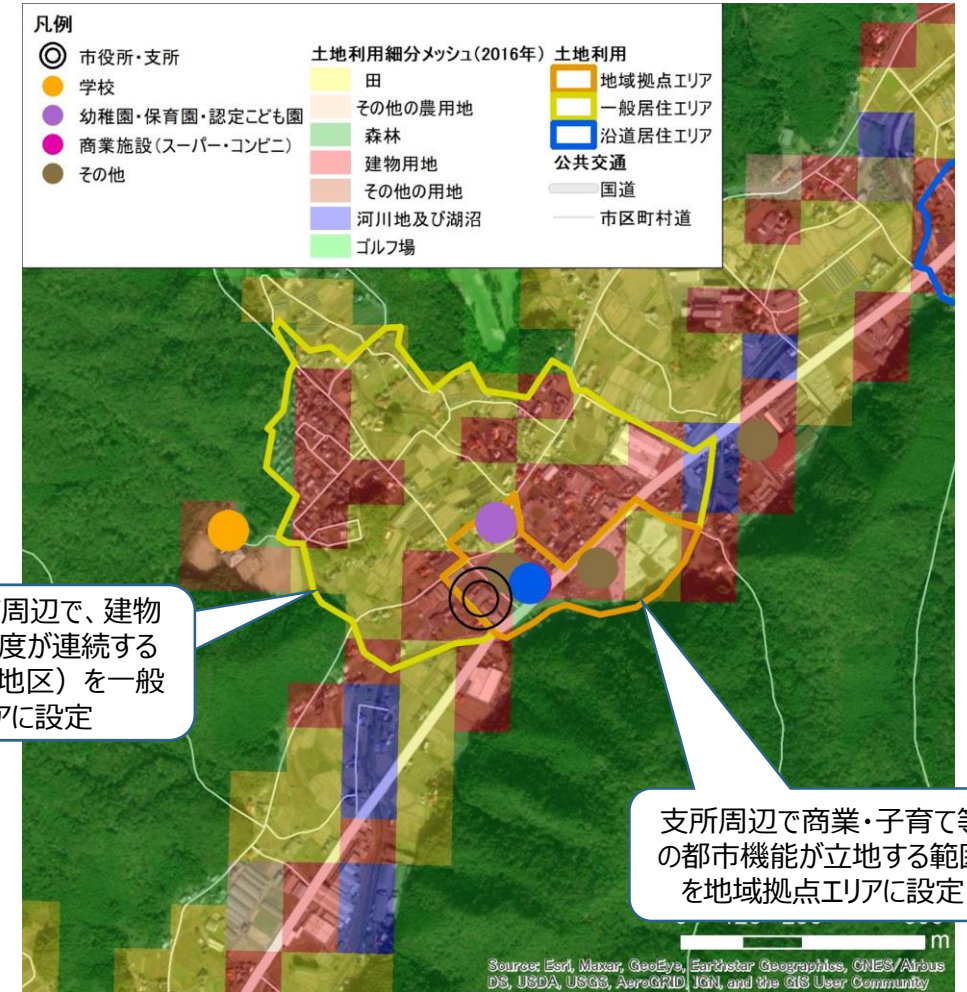 凡例
市役所・支所
学校
幼稚園・保育園・認定こども園
商業施設(スーパー・コンビニ)
その他
土地利用細分メッシュ(2016年)
田
その他の農用地
森林
建物用地
その他の用地
河川地及び湖沼
ゴルフ場
土地利用
地域拠点エリア
一般居住エリア
沿道居住エリア
公共交通
国道
市区町村道
周辺で、建物
度が連続する
地区）を一般
アに設定
支所周辺で商業・子育て等
の都市機能が立地する範囲
を地域拠点エリアに設定
m
Source: Esri, Maxar, GeoEye, Earthstar Geographics, CNES/Airbus
DS, USDA, USGS, AeroGRID, IGN, and the GIS User Community